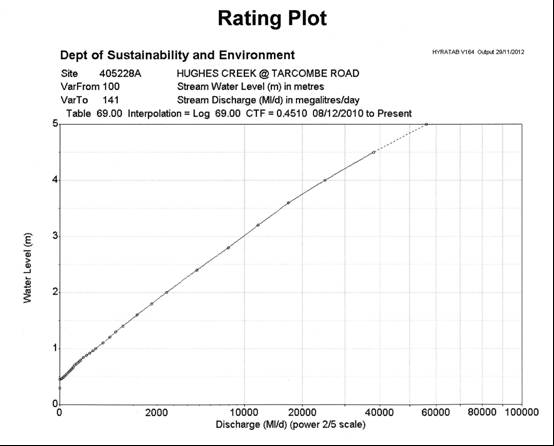 Rating Plot
Dept of Sustainability and Environment
HYRATAB V164 Output 29/11/2012
Site 405228A HUGHES CREEK @ TARCOMBE ROAD
VarFrom 100 Stream Water Level (m) in metres
VarTo 141 Stream Discharge (Ml/d) in megalitres/day
Table 69.00 Interpolation = Log 69.00 CTF = 0.4510 08/12/2010 to Present
5
4
3
2
1
0
Water Level (m)
0 2000 10000 20000 40000 60000 80000 100000
Discharge (Ml/d) (power 2/5 scale)